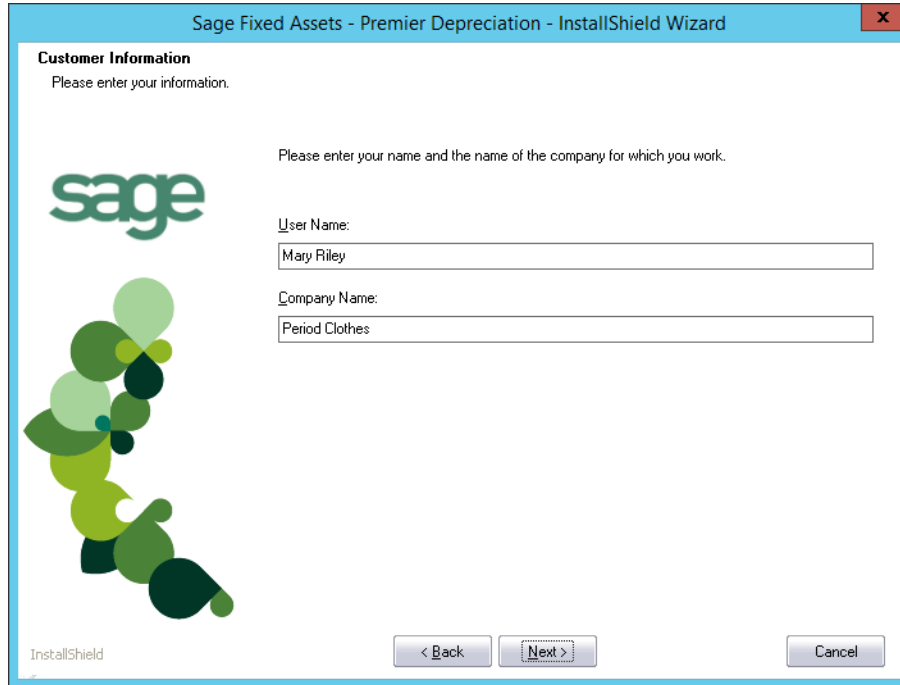 Sage Fixed Assets - Premier Depreciation - InstallShield Wizard
x
Customer Information
Please enter your information.
Please enter your name and the name of the company for which you work.
sage
User Name:
Mary Riley
Company Name:
Period Clothes
InstallShield
< Back
Next >
Cancel